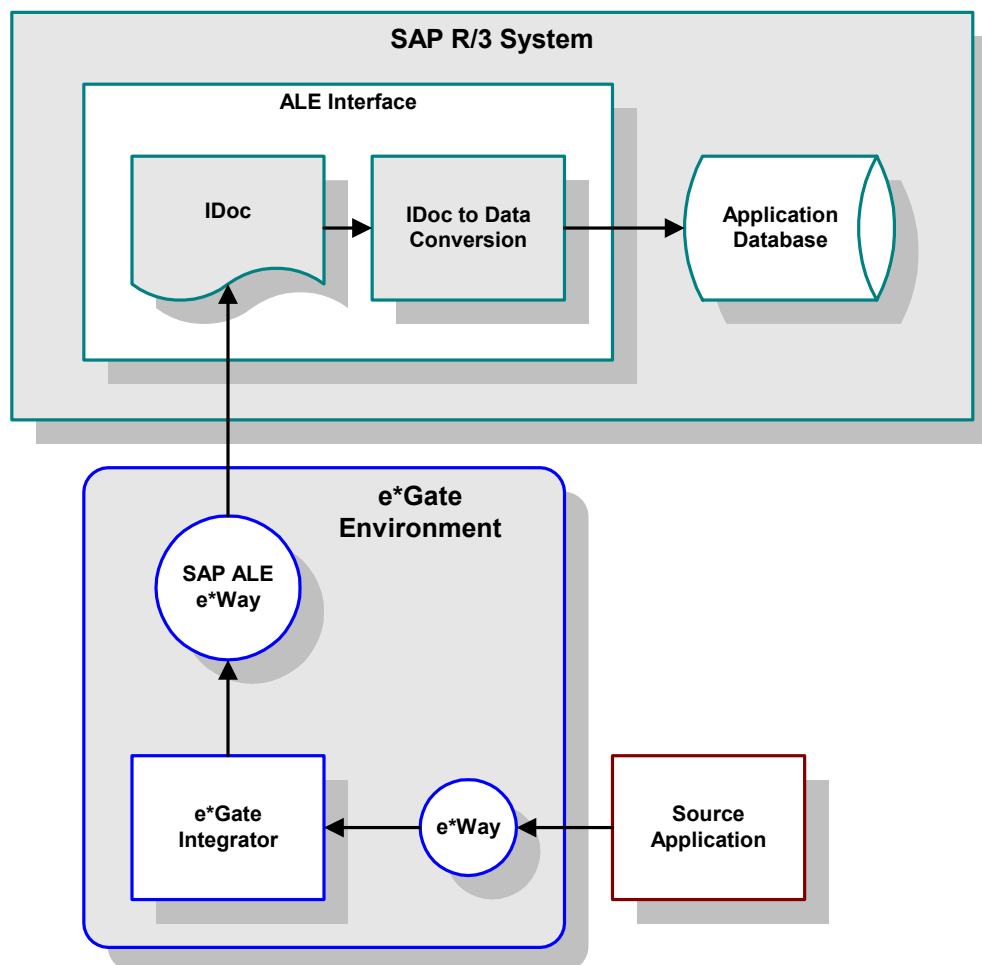 SAP R/3 System
ALE Interface
IDoc
IDoc to Data
Conversion
Application
Database
e*Gate
Environment
SAP ALE
e*Way
e*Gate
Integrator
e*Way
Source
Application